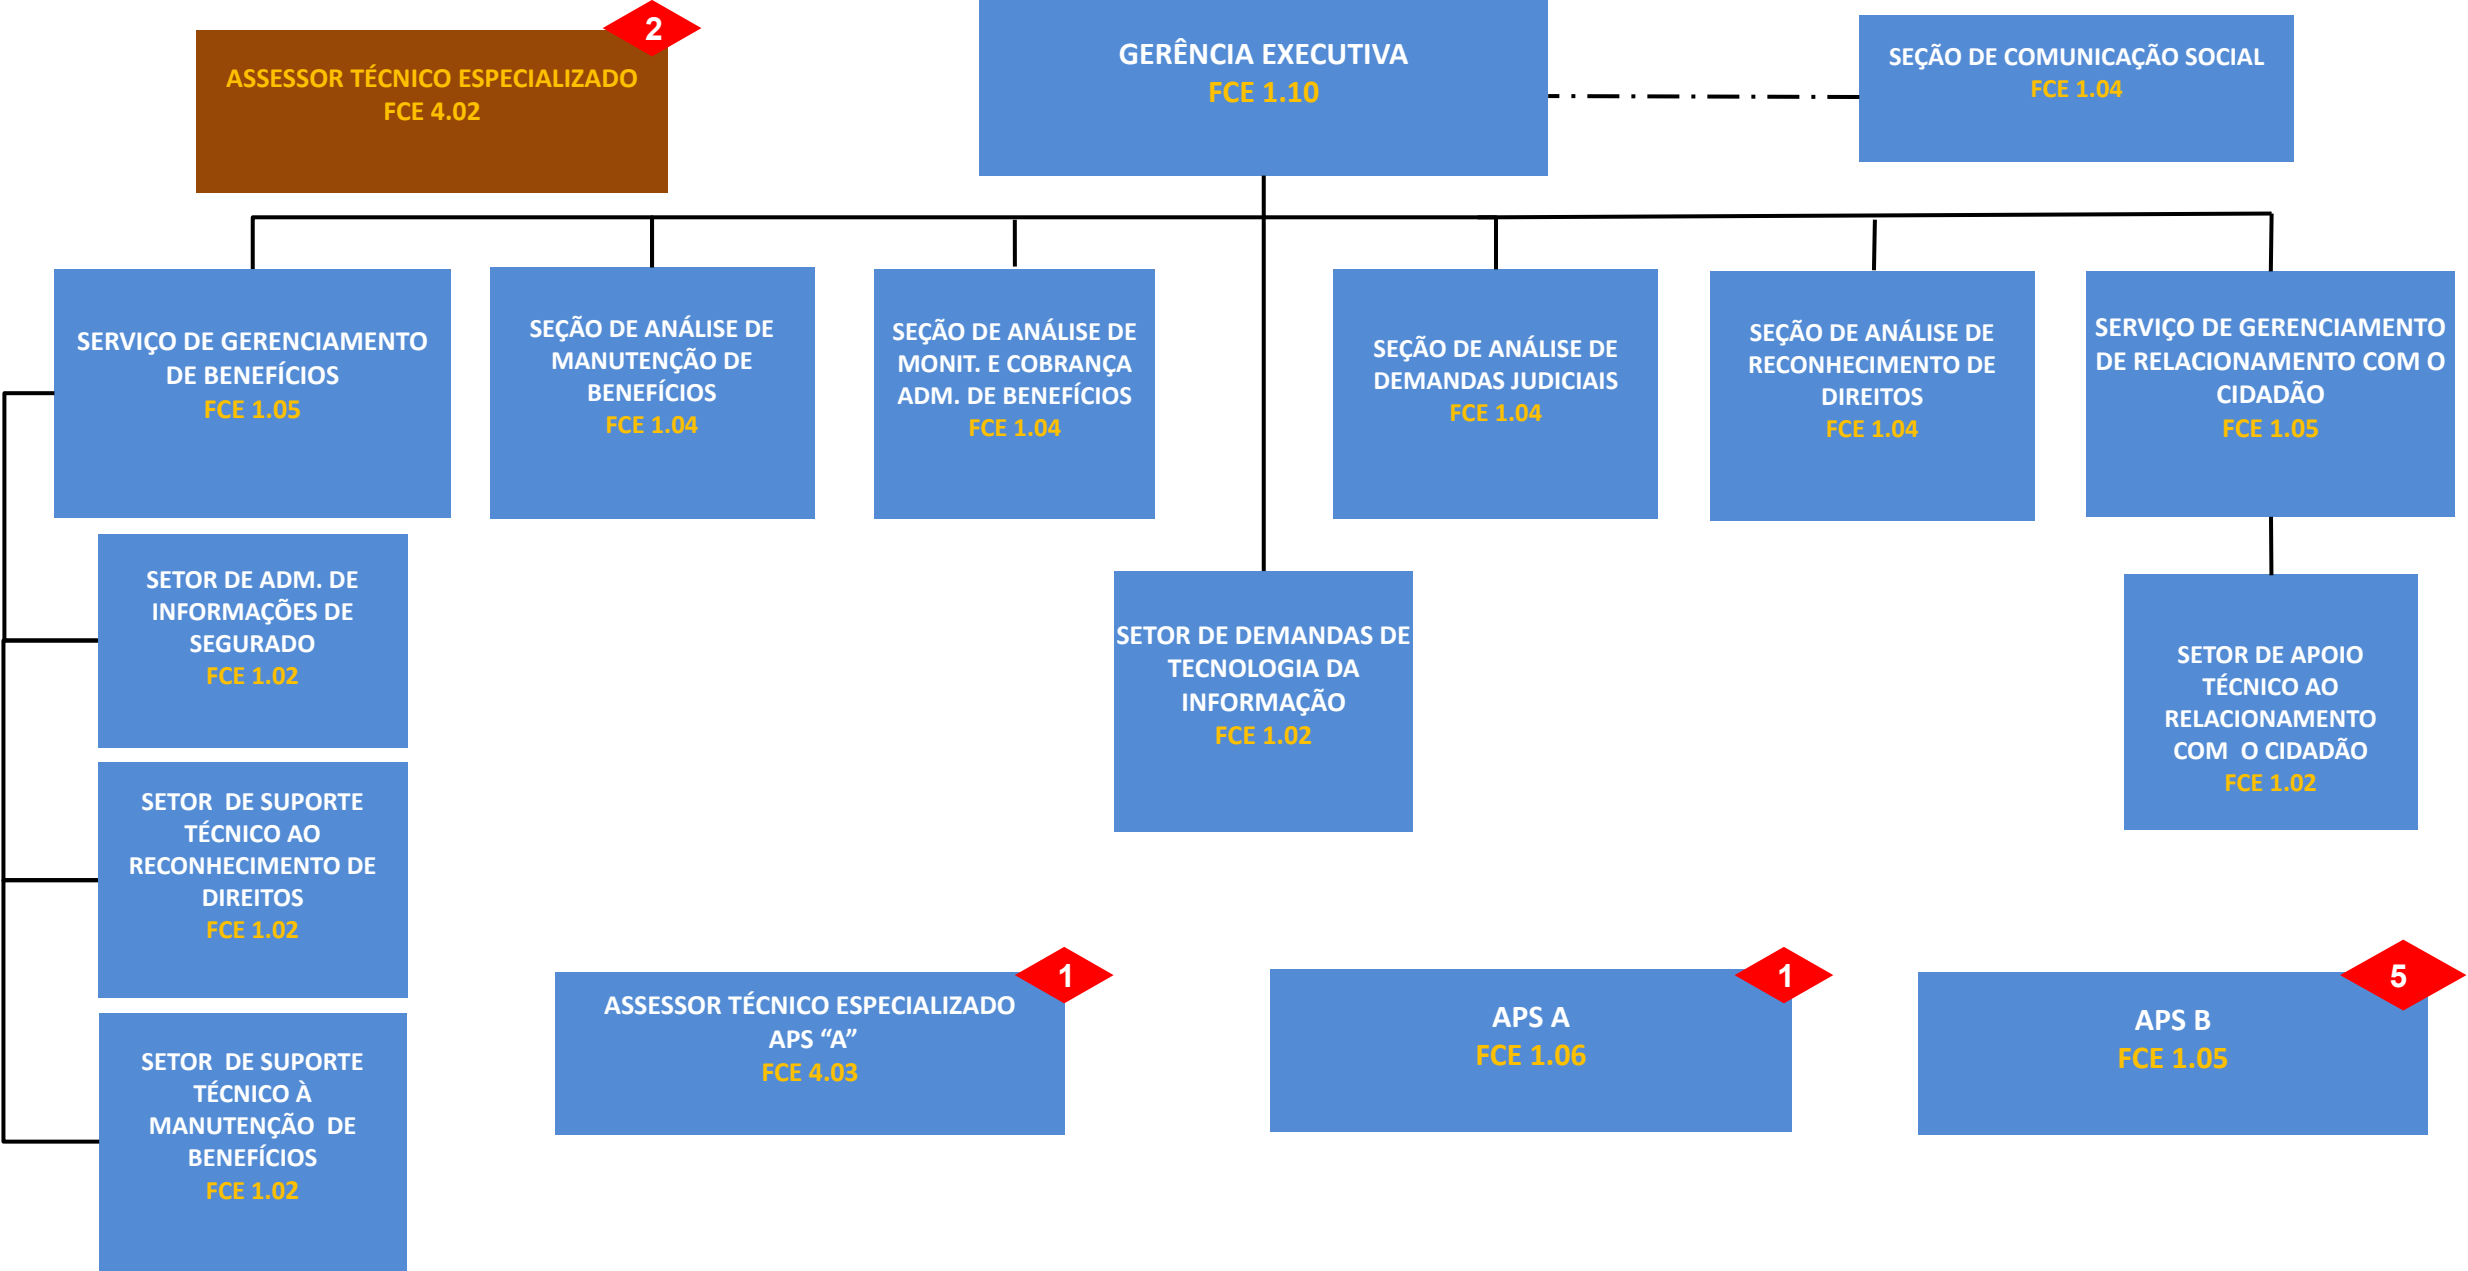 2
ASSESSOR TÉCNICO ESPECIALIZADO
FCE 4.02
GERÊNCIA EXECUTIVA
FCE 1.10
SEÇÃO DE COMUNICAÇÃO SOCIAL
FCE 1.04
SERVIÇO DE GERENCIAMENTO
DE BENEFÍCIOS
FCE 1.05
SEÇÃO DE ANÁLISE DE
MANUTENÇÃO DE
BENEFÍCIOS
FCE 1.04
SEÇÃO DE ANÁLISE DE
MONIT. E COBRANÇA
ADM. DE BENEFÍCIOS
FCE 1.04
SEÇÃO DE ANÁLISE DE
DEMANDAS JUDICIAIS
FCE 1.04
SEÇÃO DE ANÁLISE DE
RECONHECIMENTO DE
DIREITOS
FCE 1.04
SERVIÇO DE GERENCIAMENTO
DE RELACIONAMENTO COM O
CIDADÃO
FCE 1.05
SETOR DE ADM. DE
INFORMAÇÕES DE
SEGURADO
FCE 1.02
SETOR DE DEMANDAS DE
TECNOLOGIA DA
INFORMAÇÃO
FCE 1.02
SETOR DE APOIO
TÉCNICO AO
RELACIONAMENTO
COM O CIDADÃO
FCE 1.02
SETOR DE SUPORTE
TÉCNICO AO
RECONHECIMENTO DE
DIREITOS
FCE 1.02
SETOR DE SUPORTE
TÉCNICO À
MANUTENÇÃO DE
BENEFÍCIOS
FCE 1.02
1
ASSESSOR TÉCNICO ESPECIALIZADO
APS “A”
FCE 4.03
1
APS A
FCE 1.06
5
APS B
FCE 1.05